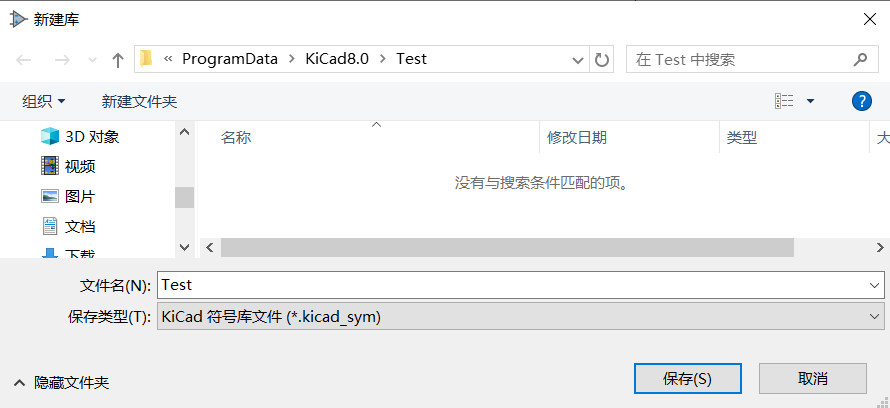 新建库
« ProgramData KiCad8.0 Test
在 Test 中搜索
组织 新建文件夹
?
名称 修改日期 类型 大
3D 对象
视频
图片
文档
下载
没有与搜索条件匹配的项。
文件名(N): Test
保存类型(T): KiCad 符号库文件 (*.kicad_sym)
隐藏文件夹
保存(S) 取消